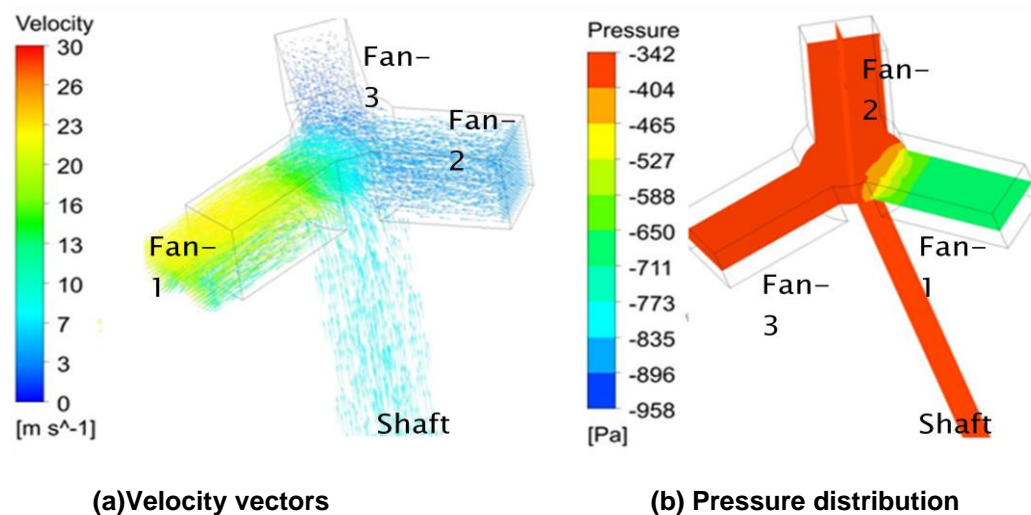 Velocity
30
26
23
20
16
13
10
7
3
0
[m s^-1]
Fan-
3
Fan-
2
Fan-
1
Shaft
(a)Velocity vectors
Pressure
-342
-404
-465
-527
-588
-650
-711
-773
-835
-896
-958
[Pa]
Fan-
2
Fan-
1
Fan-
3
Shaft
(b) Pressure distribution